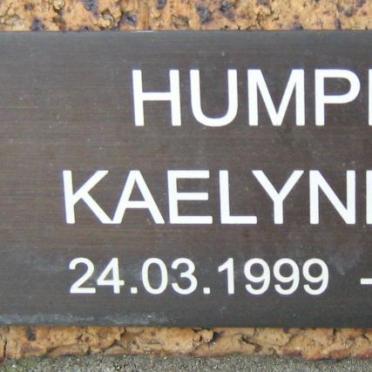 HUMP
KAELYN
24.03.1999 -